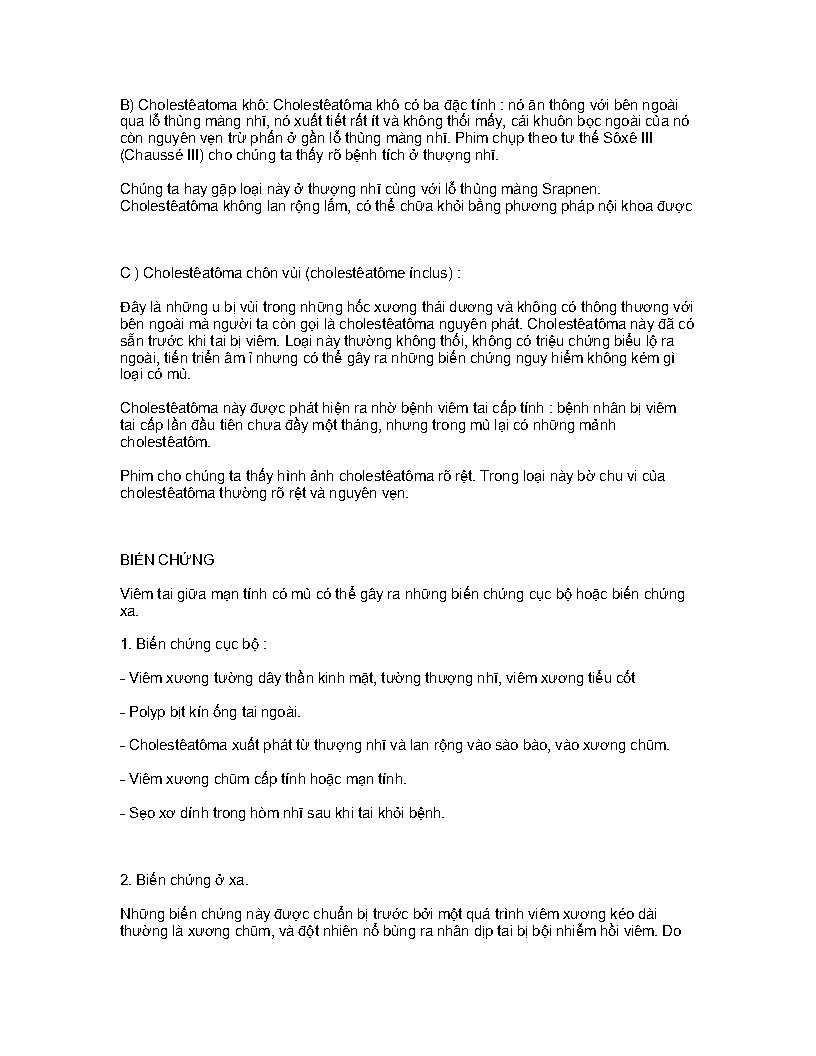 B) Cholestêatoma khô: Cholestêatôma khô có ba đặc tính : nó ăn thông với bên ngoài
qua lỗ thủng màng nhĩ, nó xuất tiết rất ít và không thối mấy, cái khuôn bọc ngoài của nó
còn nguyên vẹn trừ phần ở gần lỗ thủng màng nhĩ. Phim chụp theo tư thế Sôxê III
(Chaussé III) cho chúng ta thấy rõ bệnh tích ở thượng nhĩ.
Chúng ta hay gặp loại này ở thượng nhĩ cùng với lỗ thủng màng Srapnen.
Cholestêatôma không lan rộng lắm, có thể chữa khỏi bằng phương pháp nội khoa được
C ) Cholestêatôma chôn vùi (cholestêatôme ínclus) :
Đây là những u bị vùi trong những hốc xương thái dương và không có thông thương với
bên ngoài mà người ta còn gọi là cholestêatôma nguyên phát. Cholestêatôma này đã có
sẵn trước khi tai bị viêm. Loại này thường không thối, không có triệu chứng biểu lộ ra
ngoài, tiến triển âm ỉ nhưng có thể gây ra những biến chứng nguy hiểm không kém gì
loại có mủ.
Cholestêatôma này được phát hiện ra nhờ bệnh viêm tai cấp tính : bệnh nhân bị viêm
tai cấp lần đầu tiên chưa đầy một tháng, nhưng trong mủ lại có những mảnh
cholestêatôm.
Phim cho chúng ta thấy hình ảnh cholestêatôma rõ rệt. Trong loại này bờ chu vi của
cholestêatôma thường rõ rệt và nguyên vẹn.
BIẾN CHỨNG
Viêm tai giữa mạn tính có mủ có thể gây ra những biến chứng cục bộ hoặc biến chứng
xa.
1. Biến chứng cục bộ :
- Viêm xương tường dây thần kinh mặt, tường thượng nhĩ, viêm xương tiểu cốt
- Polyp bịt kín ống tai ngoài.
- Cholestêatôma xuất phát từ thượng nhĩ và lan rộng vào sào bào, vào xương chũm.
- Viêm xương chũm cấp tính hoặc mạn tính.
- Sẹo xơ dính trong hòm nhĩ sau khi tai khỏi bệnh.
2. Biến chứng ở xa.
Những biến chứng này được chuẩn bị trước bởi một quá trình viêm xương kéo dài
thường là xương chũm, và đột nhiên nổ bùng ra nhân dịp tai bị bội nhiễm hồi viêm. Do